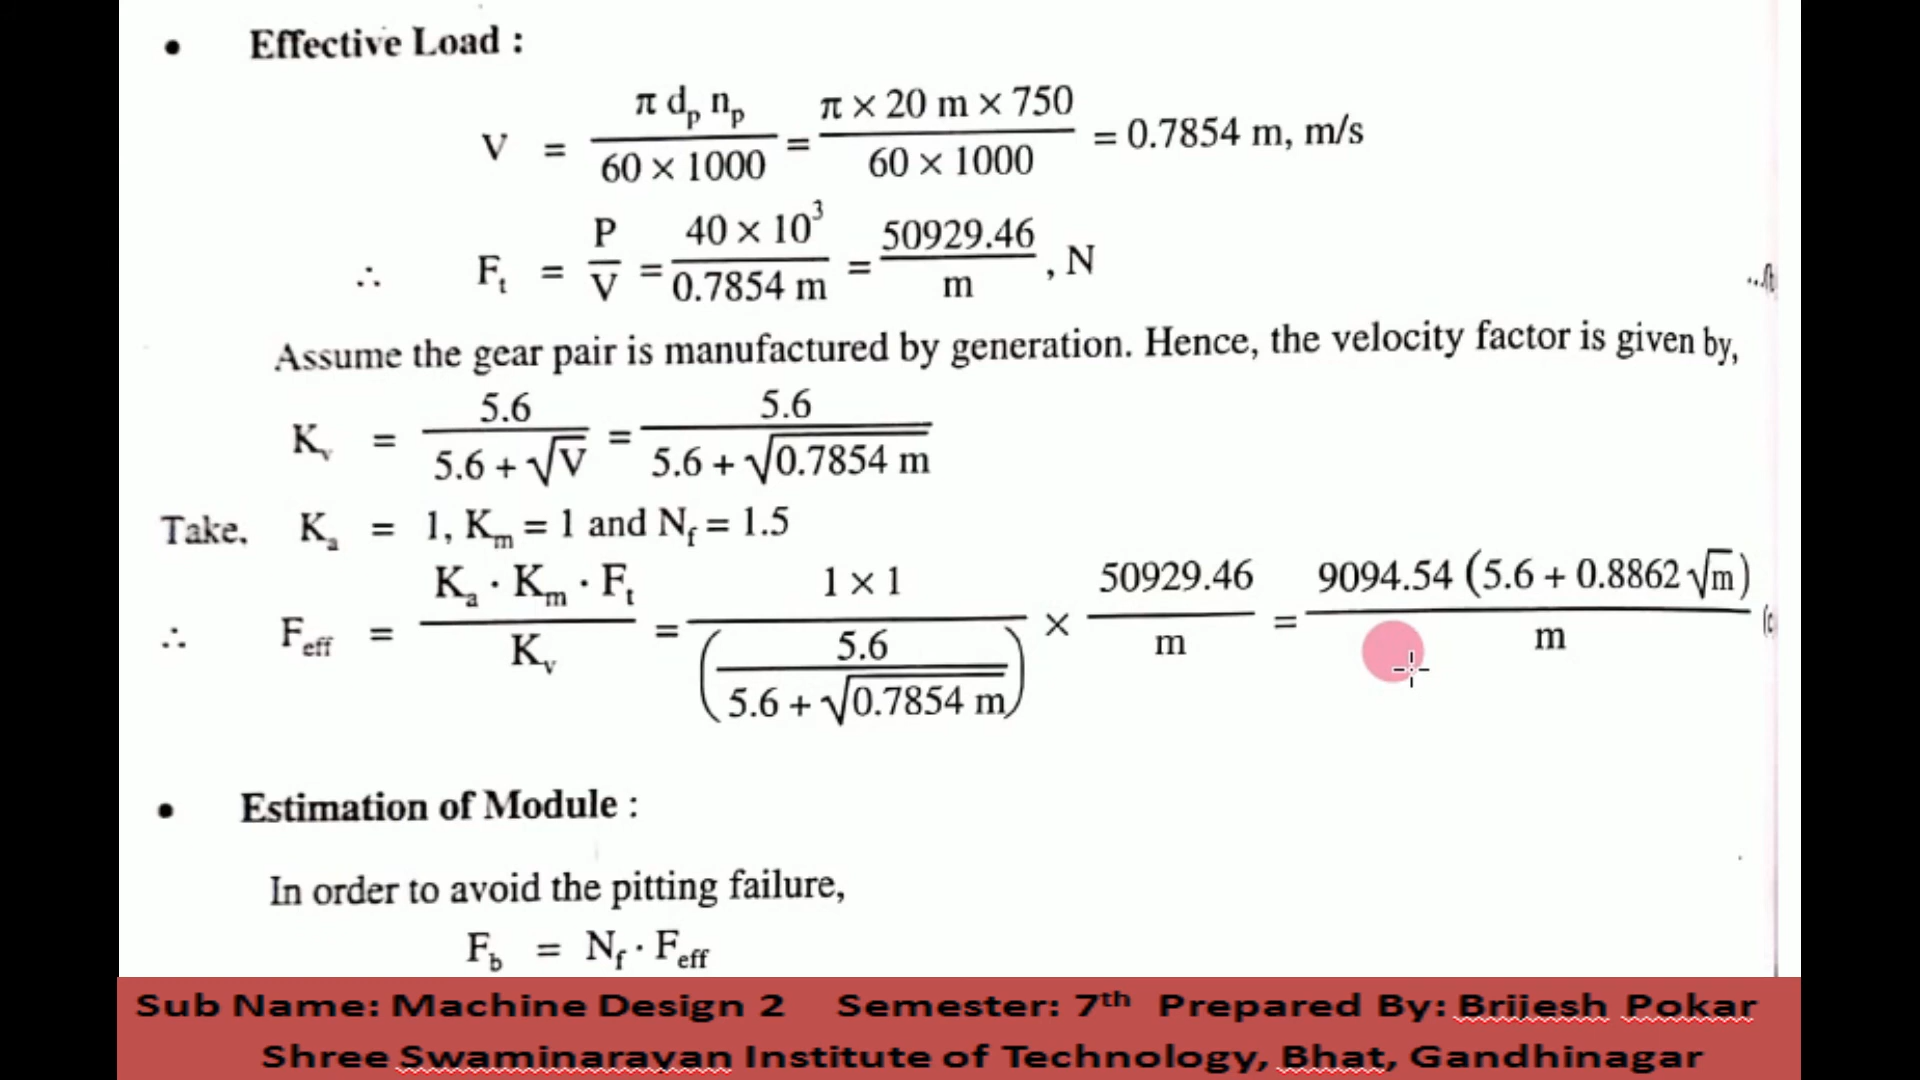 • Effective Load :
V = π dp np / 60 × 1000 = π × 20 m × 750 / 60 × 1000 = 0.7854 m, m/s
∴ Ft = P / V = 40 × 10³ / 0.7854 m = 50929.46 / m , N
Assume the gear pair is manufactured by generation. Hence, the velocity factor is given by,
Kv = 5.6 / 5.6 + √V = 5.6 / 5.6 + √0.7854 m
Take, Ka = 1, Km = 1 and Nf = 1.5
∴ Feff = Ka · Km · Ft / Kv = 1 × 1 / (5.6 / 5.6 + √0.7854 m) × 50929.46 / m = 9094.54 (5.6 + 0.8862 √m) / m
• Estimation of Module :
In order to avoid the pitting failure,
Fb = Nf · Feff
Sub Name: Machine Design 2 Semester: 7th Prepared By: Brijesh Pokar
Shree Swaminarayan Institute of Technology, Bhat, Gandhinagar